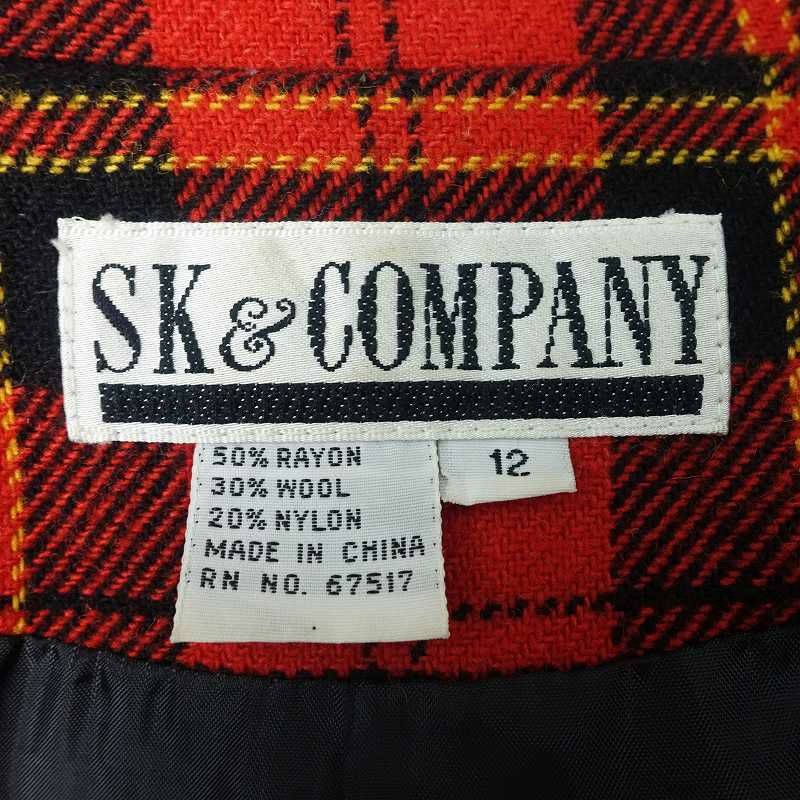 SK & COMPANY
50% RAYON
30% WOOL
20% NYLON
MADE IN CHINA
RN NO. 67517
12